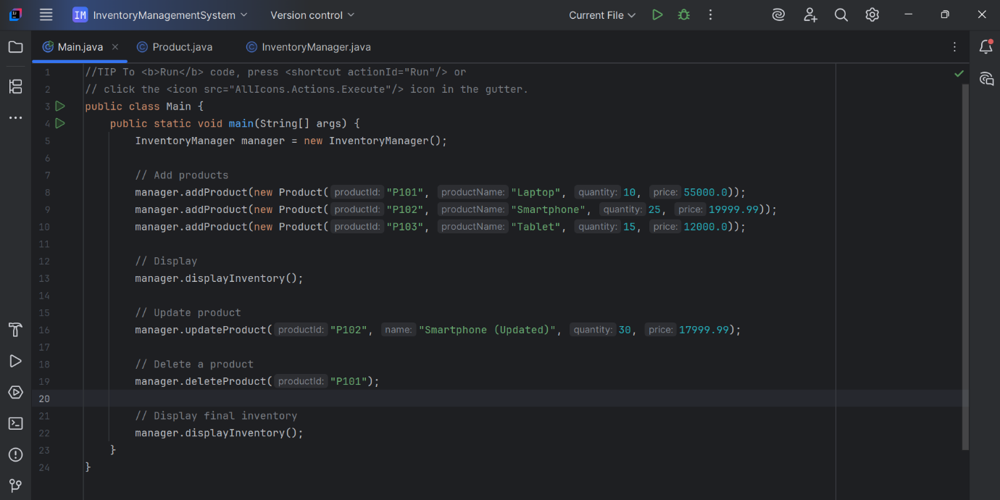 IM InventoryManagementSystem Version control Current File
Main.java Product.java InventoryManager.java
1 //TIP To <b>Run</b> code, press <shortcut actionId="Run"/> or
2 // click the <icon src="AllIcons.Actions.Execute"/> icon in the gutter.
3 public class Main {
4 public static void main(String[] args) {
5 InventoryManager manager = new InventoryManager();
6
7 // Add products
8 manager.addProduct(new Product( productId: "P101", productName: "Laptop", quantity: 10, price: 55000.0));
9 manager.addProduct(new Product( productId: "P102", productName: "Smartphone", quantity: 25, price: 19999.99));
10 manager.addProduct(new Product( productId: "P103", productName: "Tablet", quantity: 15, price: 12000.0));
11
12 // Display
13 manager.displayInventory();
14
15 // Update product
16 manager.updateProduct( productId: "P102", name: "Smartphone (Updated)", quantity: 30, price: 17999.99);
17
18 // Delete a product
19 manager.deleteProduct( productId: "P101");
20
21 // Display final inventory
22 manager.displayInventory();
23 }
24 }